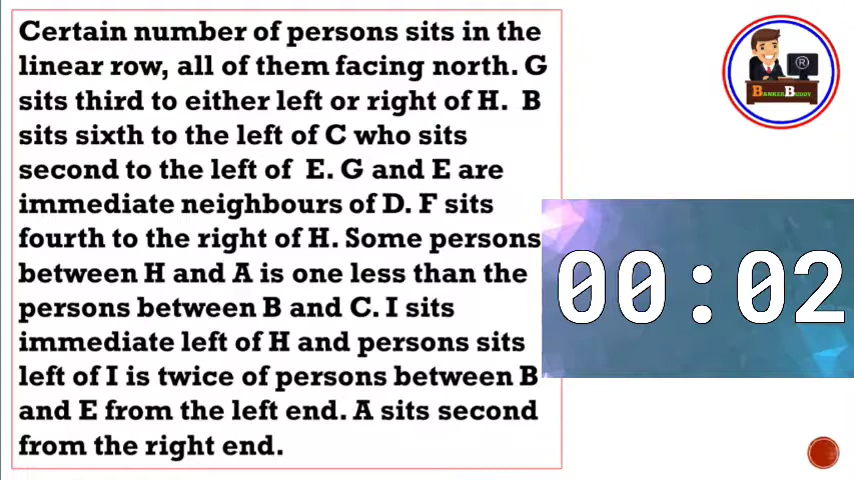 Certain number of persons sits in the
linear row, all of them facing north. G
sits third to either left or right of H. B
sits sixth to the left of C who sits
second to the left of E. G and E are
immediate neighbours of D. F sits
fourth to the right of H. Some persons
between H and A is one less than the
persons between B and C. I sits
immediate left of H and persons sits
left of I is twice of persons between B
and E from the left end. A sits second
from the right end.
R
BANKER BUDDY
00:02